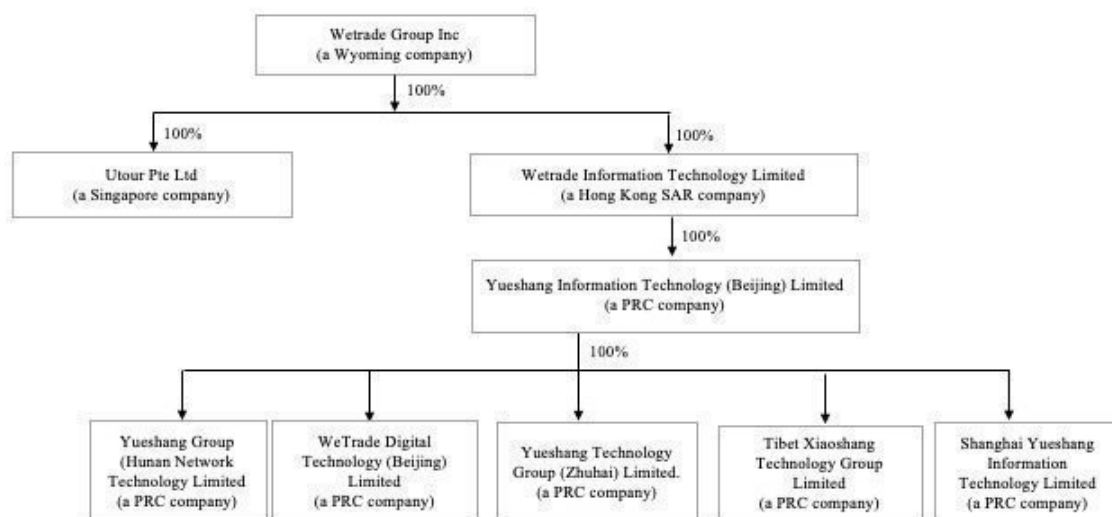 Wetrade Group Inc
(a Wyoming company)
100%
100%
100%
Utour Pte Ltd
(a Singapore company)
Wetrade Information Technology Limited
(a Hong Kong SAR company)
100%
Yueshang Information Technology (Beijing) Limited
(a PRC company)
100%
Yueshang Group
(Hunan Network
Technology Limited
(a PRC company)
WeTrade Digital
Technology (Beijing)
Limited
(a PRC company)
Yueshang Technology
Group (Zhuhai) Limited.
(a PRC company)
Tibet Xiaoshang
Technology Group
Limited
(a PRC company)
Shanghai Yueshang
Information
Technology Limited
(a PRC company)